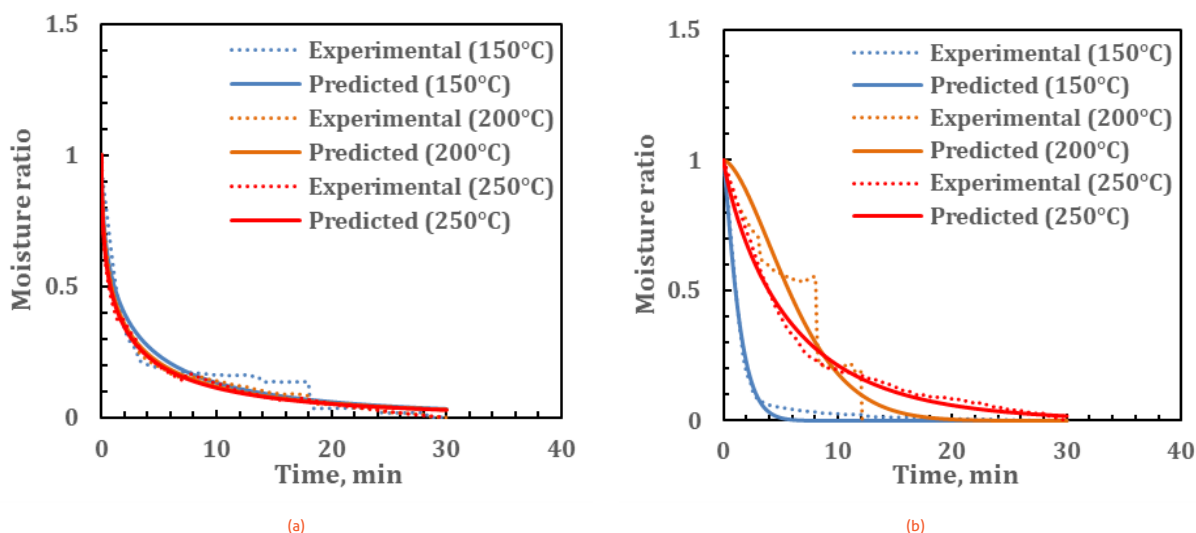 1.5
1
0.5
0
Moisture ratio
Experimental (150°C)
Predicted (150°C)
Experimental (200°C)
Predicted (200°C)
Experimental (250°C)
Predicted (250°C)
0 10 20 30 40
Time, min
(a)
1.5
1
0.5
0
Moisture ratio
Experimental (150°C)
Predicted (150°C)
Experimental (200°C)
Predicted (200°C)
Experimental (250°C)
Predicted (250°C)
0 10 20 30 40
Time, min
(b)